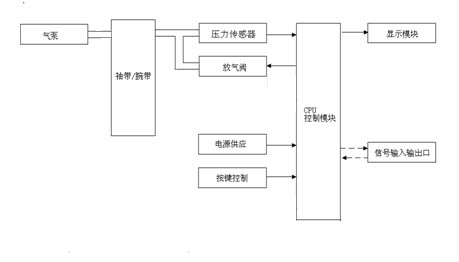 气泵
袖带/腕带
压力传感器
放气阀
电源供应
按键控制
CPU
控制模块
显示模块
信号输入输出口